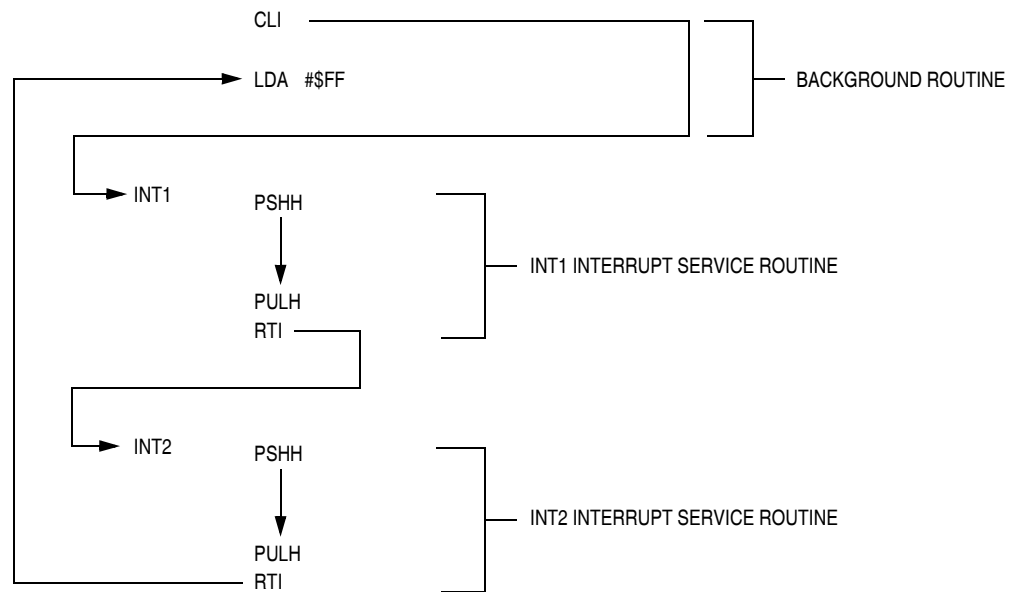 CLI
LDA #$FF
BACKGROUND ROUTINE
INT1
PSHH
INT1 INTERRUPT SERVICE ROUTINE
PULH
RTI
INT2
PSHH
INT2 INTERRUPT SERVICE ROUTINE
PULH
RTI